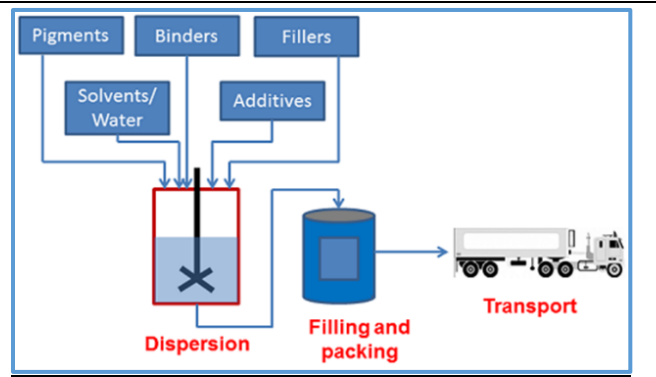 Pigments
Binders
Fillers
Solvents/
Water
Additives
Dispersion
Filling and
packing
Transport